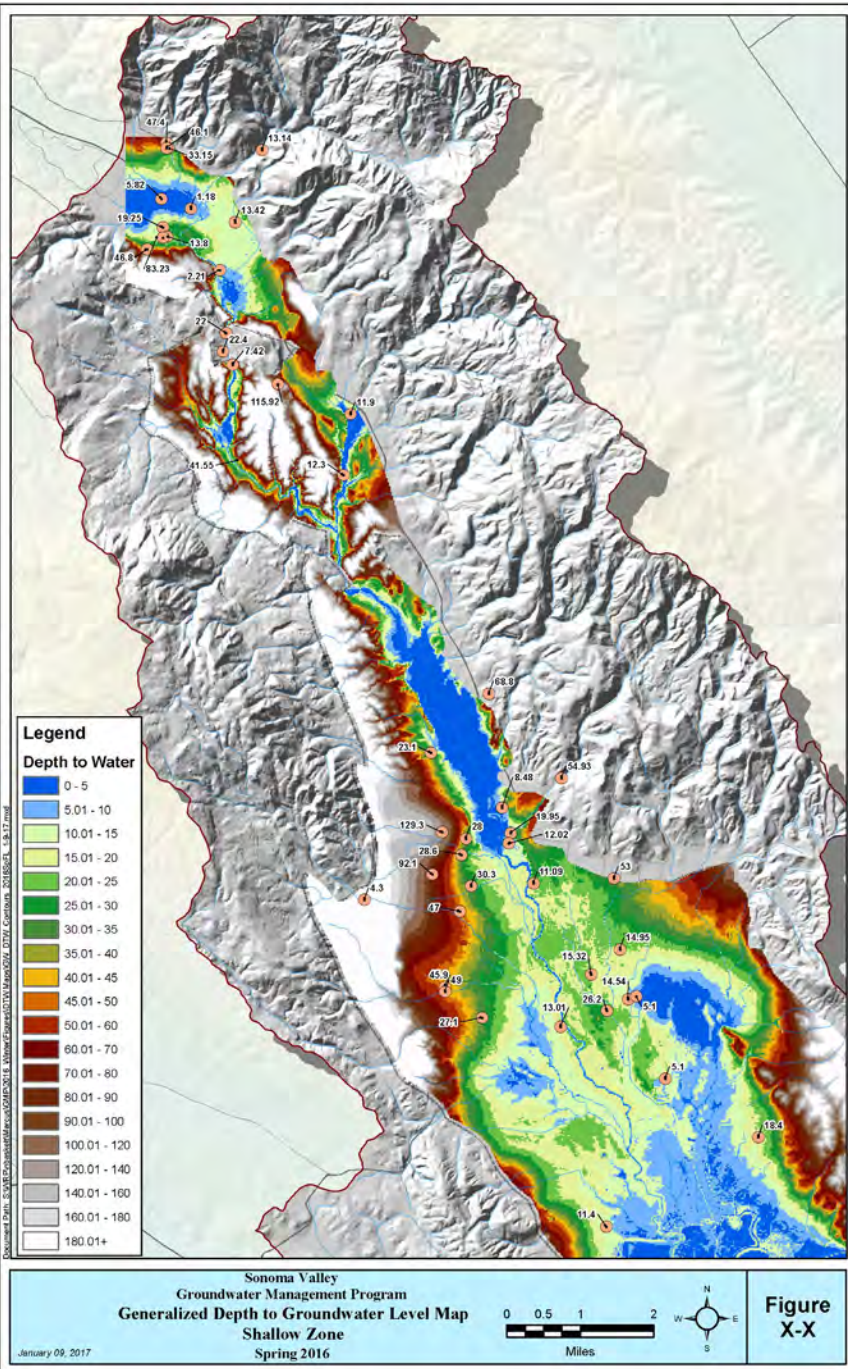 47.4
46.1
33.15
13.14
5.82
1.18
13.42
19.25
13.8
46.8
83.23
2.21
22
22.4
7.42
115.92
11.9
41.55
12.3
68.8
23.1
54.93
8.48
129.3
28
19.95
12.02
28.6
92.1
30.3
11.09
53
4.3
47
14.95
15.32
45.9
49
14.54
5.1
26.2
13.01
27.1
5.1
18.4
11.4
Legend
Depth to Water
0 - 5
5.01 - 10
10.01 - 15
15.01 - 20
20.01 - 25
25.01 - 30
30.01 - 35
35.01 - 40
40.01 - 45
45.01 - 50
50.01 - 60
60.01 - 70
70.01 - 80
80.01 - 90
90.01 - 100
100.01 - 120
120.01 - 140
140.01 - 160
160.01 - 180
180.01+
Document Path:
Sonoma Valley
Groundwater Management Program
Generalized Depth to Groundwater Level Map
Shallow Zone
Spring 2016
January 09, 2017
0 0.5 1 2
Miles
N
W E
S
Figure
X-X